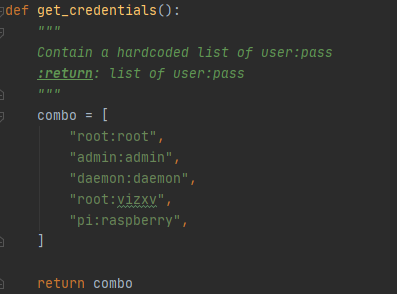 def get_credentials():
"""
Contain a hardcoded list of user:pass
:return: list of user:pass
"""
combo = [
"root:root",
"admin:admin",
"daemon:daemon",
"root:vizxv",
"pi:raspberry",
]
return combo